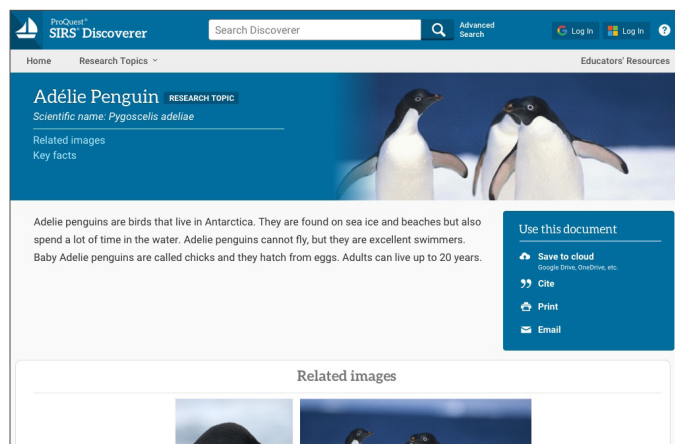 ProQuest®
SIRS® Discoverer
Search Discoverer
Advanced
Search
Log In
Log In
?
Home
Research Topics
Educators' Resources
Adélie Penguin RESEARCH TOPIC
Scientific name: Pygoscelis adeliae
Related images
Key facts
Adelie penguins are birds that live in Antarctica. They are found on sea ice and beaches but also
spend a lot of time in the water. Adelie penguins cannot fly, but they are excellent swimmers.
Baby Adelie penguins are called chicks and they hatch from eggs. Adults can live up to 20 years.
Use this document
Save to cloud
Google Drive, OneDrive, etc.
Cite
Print
Email
Related images